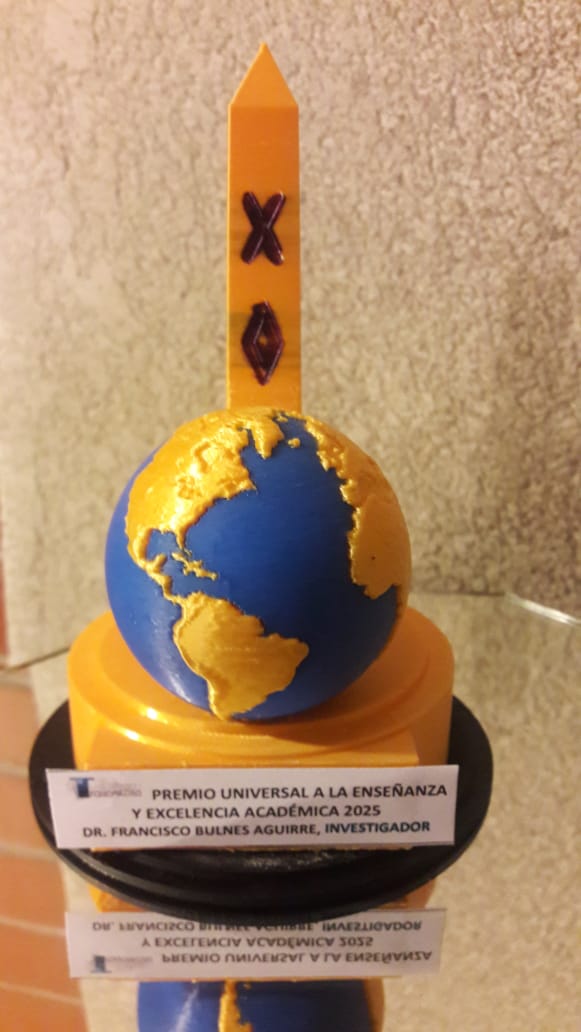 PREMIO UNIVERSAL A LA ENSEÑANZA
Y EXCELENCIA ACADÉMICA 2025
DR. FRANCISCO BULNES AGUIRRE, INVESTIGADOR